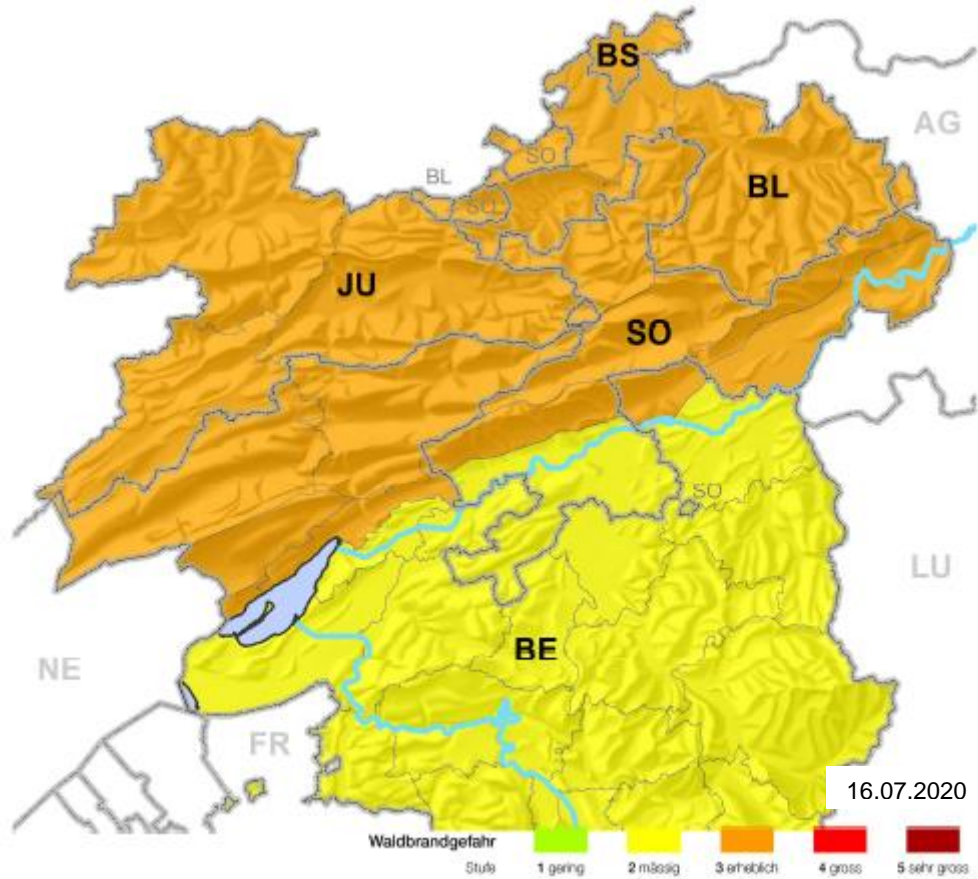 BS
AG
SO
BL
BL
SO
JU
SO
SO
LU
BE
NE
FR
16.07.2020
Waldbrandgefahr
Stufe 1 gering 2 mässig 3 erheblich 4 gross 5 sehr gross